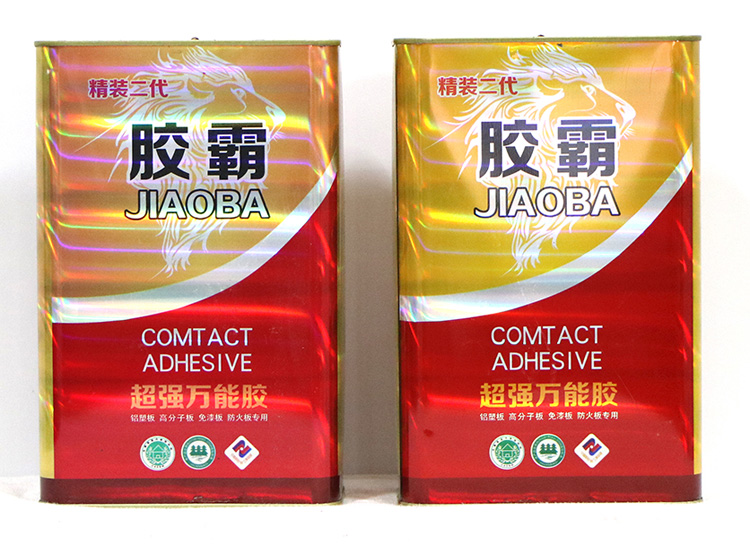 精装二代
胶霸
JIAOBA
COMTACT
ADHESIVE
超强万能胶
铝塑板 高分子板 免漆板 防火板专用
精装二代
胶霸
JIAOBA
COMTACT
ADHESIVE
超强万能胶
铝塑板 高分子板 免漆板 防火板专用